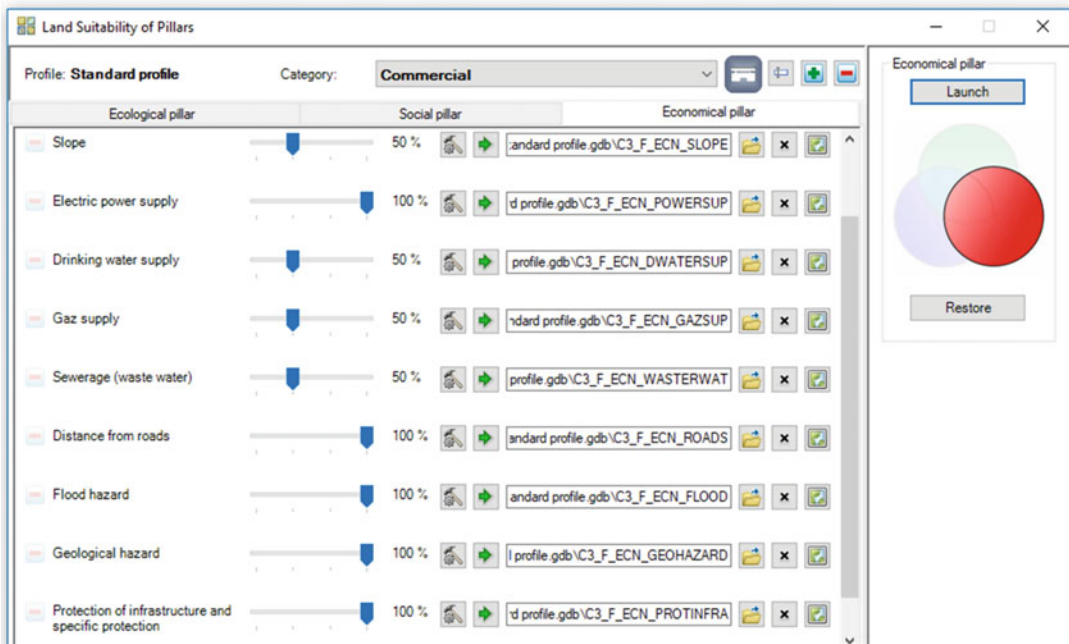 Land Suitability of Pillars
Profile: Standard profile
Category:
Commercial
Ecological pillar
Social pillar
Economical pillar
Slope
50 %
:andard profile.gdb\C3_F_ECN_SLOPE
Electric power supply
100 %
'd profile.gdb\C3_F_ECN_POWERSUP
Drinking water supply
50 %
profile.gdb\C3_F_ECN_DWATERSUP
Gaz supply
50 %
ndard profile.gdb\C3_F_ECN_GAZSUP
Sewerage (waste water)
50 %
profile.gdb\C3_F_ECN_WASTERWAT
Distance from roads
100 %
andard profile.gdb\C3_F_ECN_ROADS
Flood hazard
100 %
andard profile.gdb\C3_F_ECN_FLOOD
Geological hazard
100 %
l profile.gdb\C3_F_ECN_GEOHAZARD
Protection of infrastructure and
specific protection
100 %
'd profile.gdb\C3_F_ECN_PROTINFRA
Economical pillar
Launch
Restore